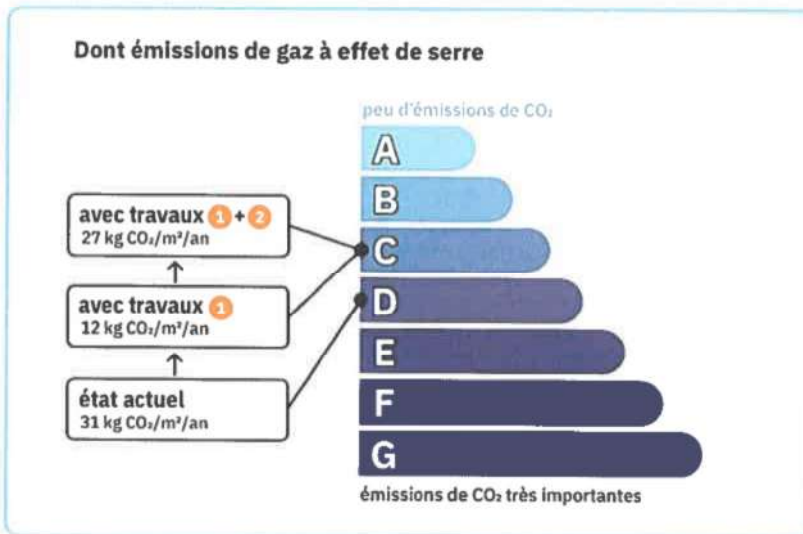 Dont émissions de gaz à effet de serre
peu d'émissions de CO₂
A
B
avec travaux 1 + 2
27 kg CO₂/m²/an
C
avec travaux 1
12 kg CO₂/m²/an
D
E
état actuel
31 kg CO₂/m²/an
F
G
émissions de CO₂ très importantes